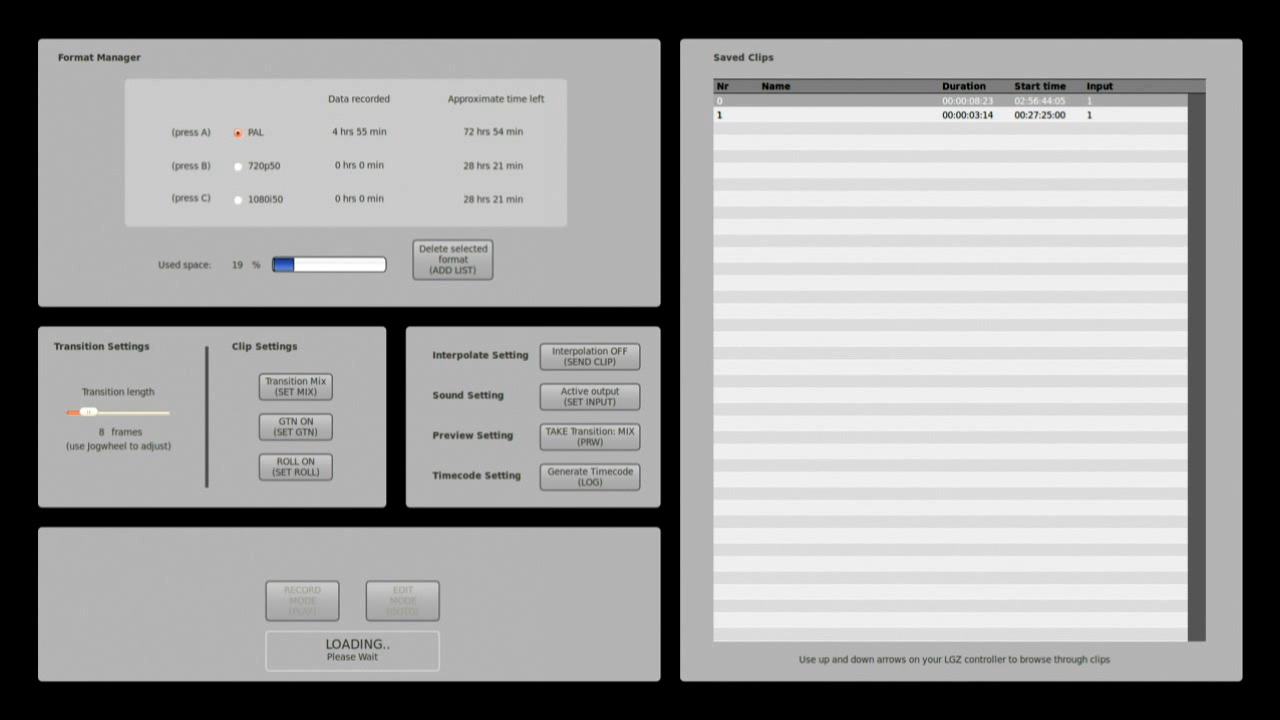 Format Manager
Data recorded Approximate time left
(press A) PAL 4 hrs 55 min 72 hrs 54 min
(press B) 720p50 0 hrs 0 min 28 hrs 21 min
(press C) 1080i50 0 hrs 0 min 28 hrs 21 min
Used space: 19 %
Delete selected
format
(ADD LIST)
Transition Settings
Transition length
8 frames
(use Jogwheel to adjust)
Clip Settings
Transition Mix
(SET MIX)
GTN ON
(SET GTN)
ROLL ON
(SET ROLL)
Interpolate Setting
Interpolation OFF
(SEND CLIP)
Sound Setting
Active output
(SET INPUT)
Preview Setting
TAKE Transition: MIX
(PRW)
Timecode Setting
Generate Timecode
(LOG)
RECORD
MODE
(PLAY)
EDIT
MODE
(GOTO)
LOADING..
Please Wait
Saved Clips
Nr Name Duration Start time Input
0 00:00:08:23 02:56:44:05 1
1 00:00:03:14 00:27:25:00 1
Use up and down arrows on your LGZ controller to browse through clips